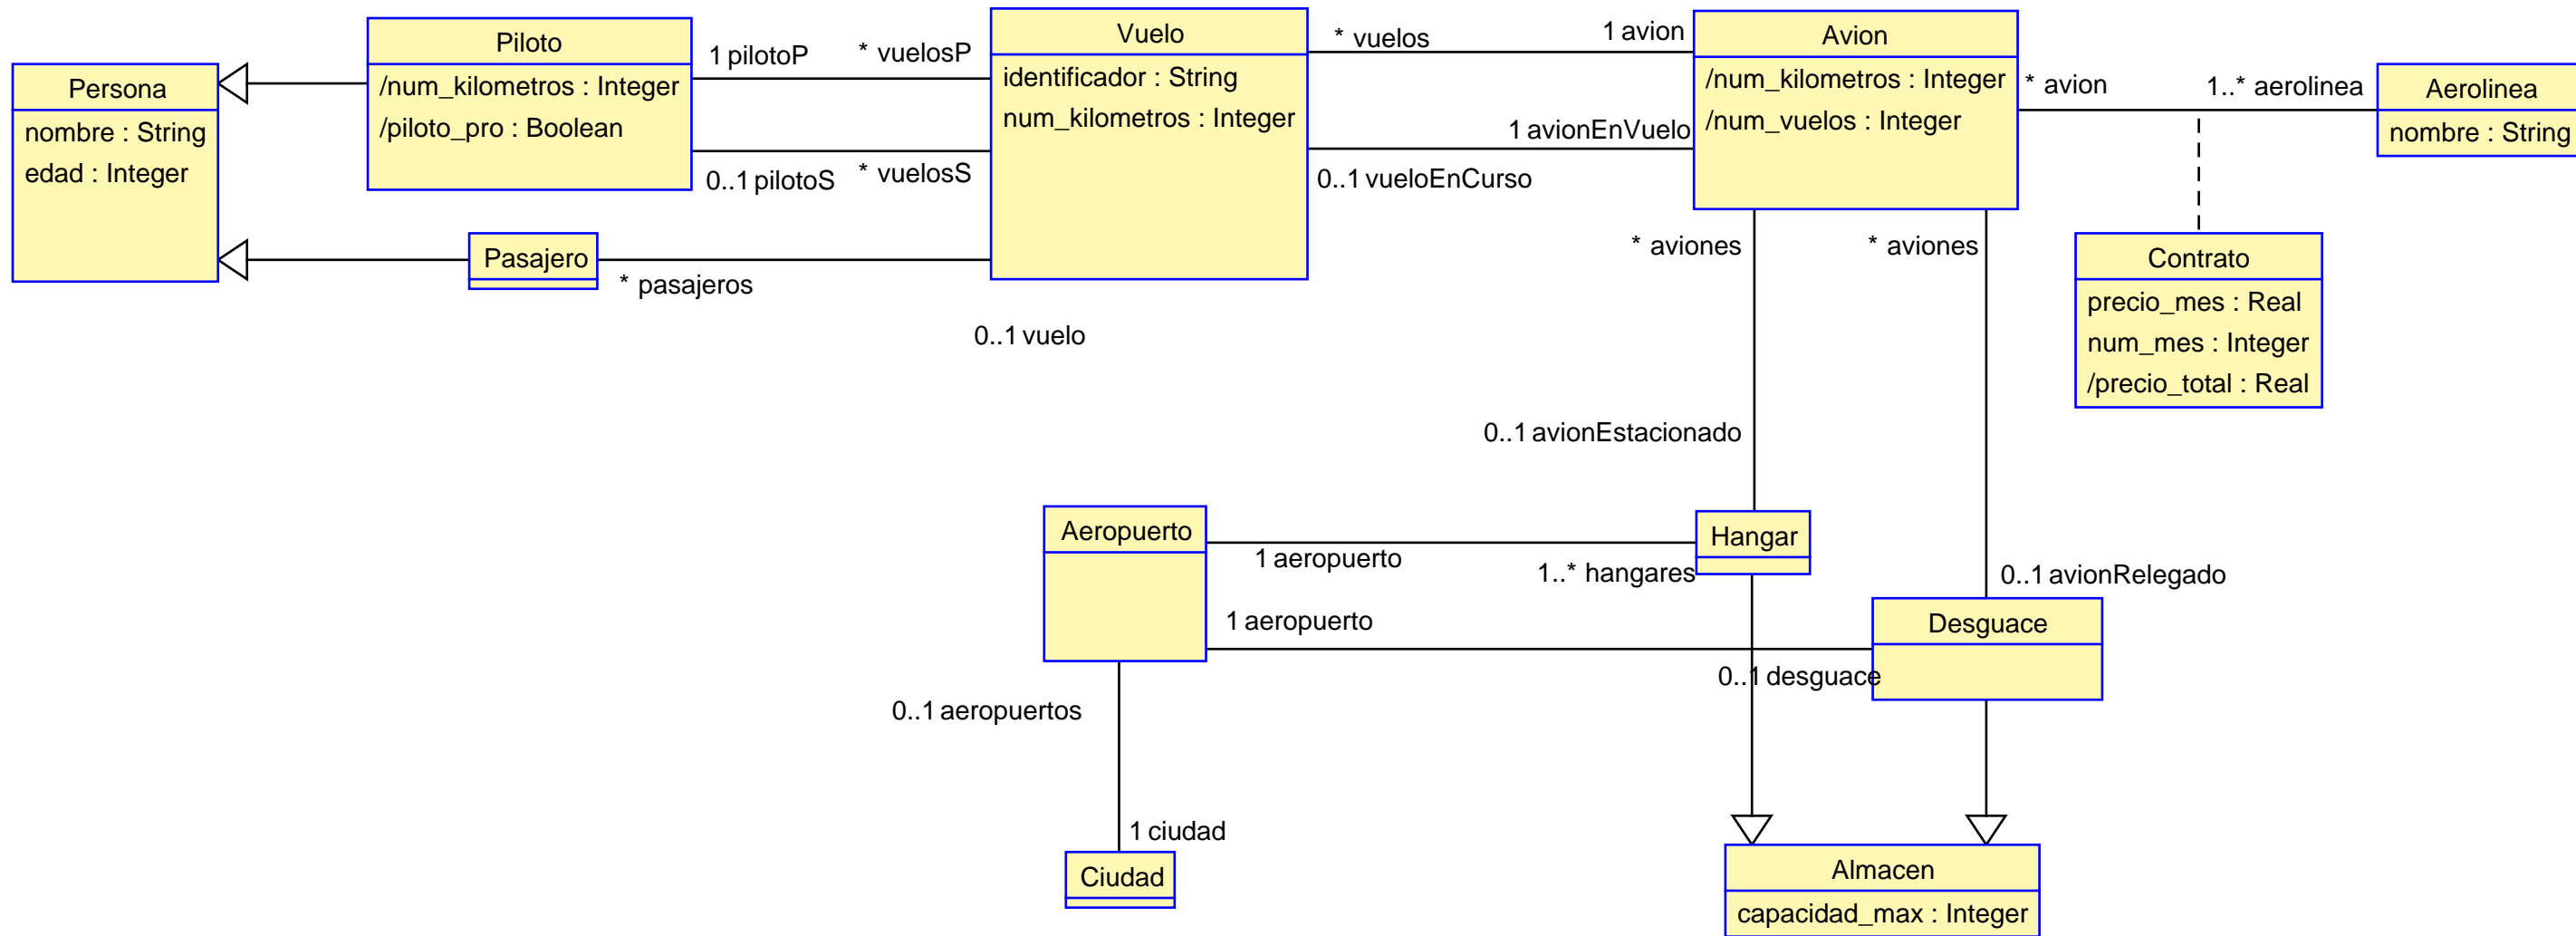 Persona
nombre : String
edad : Integer
Piloto
/num_kilometros : Integer
/piloto_pro : Boolean
1 pilotoP
* vuelosP
0..1 pilotoS
* vuelosS
Pasajero
* pasajeros
0..1 vuelo
Vuelo
identificador : String
num_kilometros : Integer
* vuelos
1 avion
1 avionEnVuelo
0..1 vueloEnCurso
Avion
/num_kilometros : Integer
/num_vuelos : Integer
* avion
1..* aerolinea
Aerolinea
nombre : String
* aviones
* aviones
Contrato
precio_mes : Real
num_mes : Integer
/precio_total : Real
0..1 avionEstacionado
Aeropuerto
1 aeropuerto
1..* hangares
Hangar
0..1 avionRelegado
1 aeropuerto
0..1 desguace
Desguace
0..1 aeropuertos
1 ciudad
Ciudad
Almacen
capacidad_max : Integer